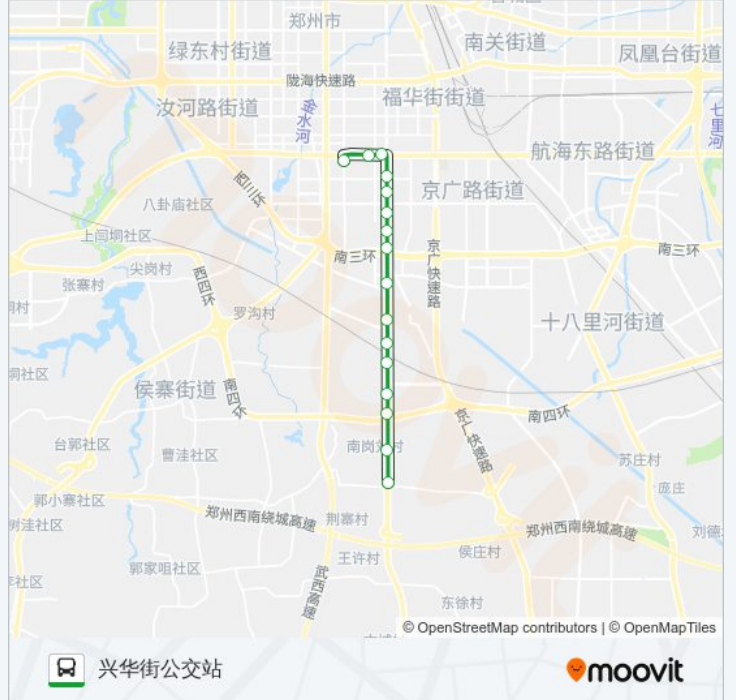 郑州市
南关街道
绿东村街道
凤凰台街道
陇海快速路
福华街街道
汝河路街道
金水河
七里河
航海东路街道
西三环
京广路街道
八卦庙社区
上闫垌社区
南三环
京广快速路
南三环
尖岗村
张寨村
西四环
罗沟村
十八里河街道
垌社区
侯寨街道
南四环
京广快速路
南四环
台郭社区
曹洼社区
苏庄村
庞庄
郭小寨社区
郑州西南绕城高速
荆寨村
郑州西南绕城高速
刘德
树洼社区
王许村
侯庄村
郭家咀社区
武西高速
东徐村
© OpenStreetMap contributors | © OpenMapTiles
兴华街公交站
moovit